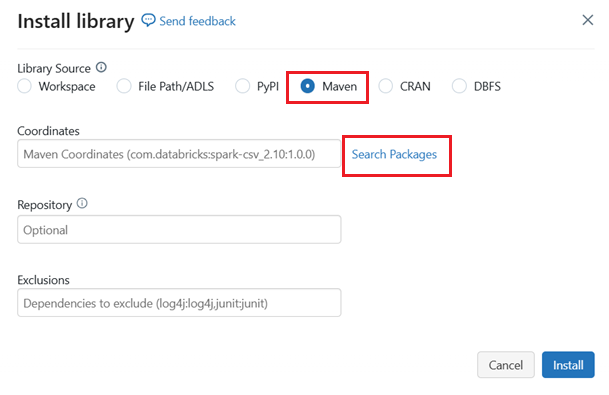 Install library Send feedback
Library Source
Workspace File Path/ADLS PyPI Maven CRAN DBFS
Coordinates
Maven Coordinates (com.databricks:spark-csv_2.10:1.0.0) Search Packages
Repository
Optional
Exclusions
Dependencies to exclude (log4j:log4j,junit:junit)
Cancel Install